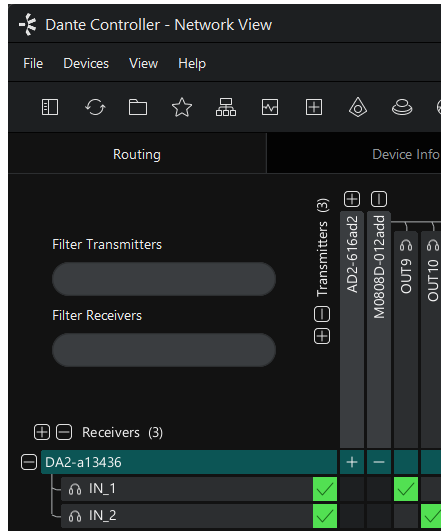 Dante Controller - Network View
File Devices View Help
Routing Device Info
Filter Transmitters
Filter Receivers
Transmitters (3)
AD2-616ad2
M0808D-012add
OUT9
OUT10
Receivers (3)
DA2-a13436
IN_1
IN_2